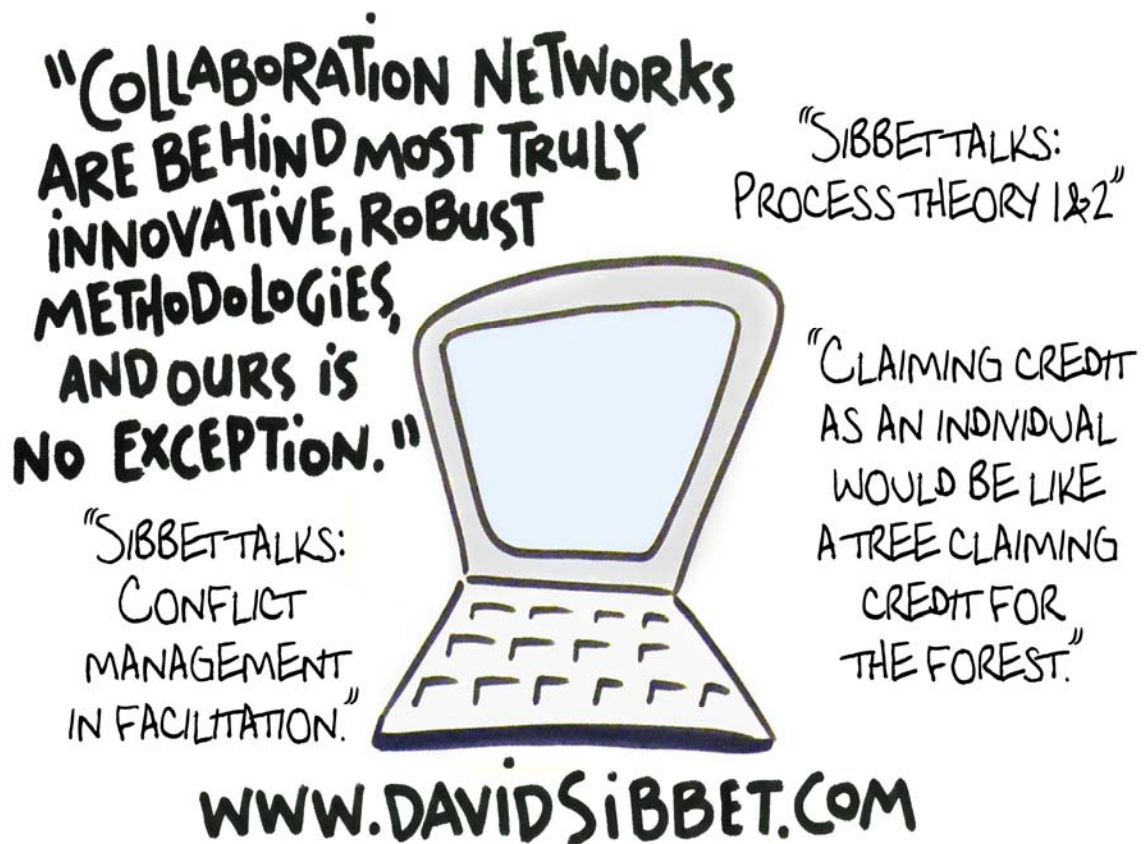 "COLLABORATION NETWORKS
ARE BEHIND MOST TRULY
INNOVATIVE, ROBUST
METHODOLOGIES,
AND OURS IS
NO EXCEPTION."
"SIBBET TALKS:
PROCESS THEORY 1&2"
"CLAIMING CREDIT
AS AN INDIVIDUAL
WOULD BE LIKE
A TREE CLAIMING
CREDIT FOR
THE FOREST."
"SIBBET TALKS:
CONFLICT
MANAGEMENT
IN FACILITATION."
WWW.DAVIDSIBBET.COM